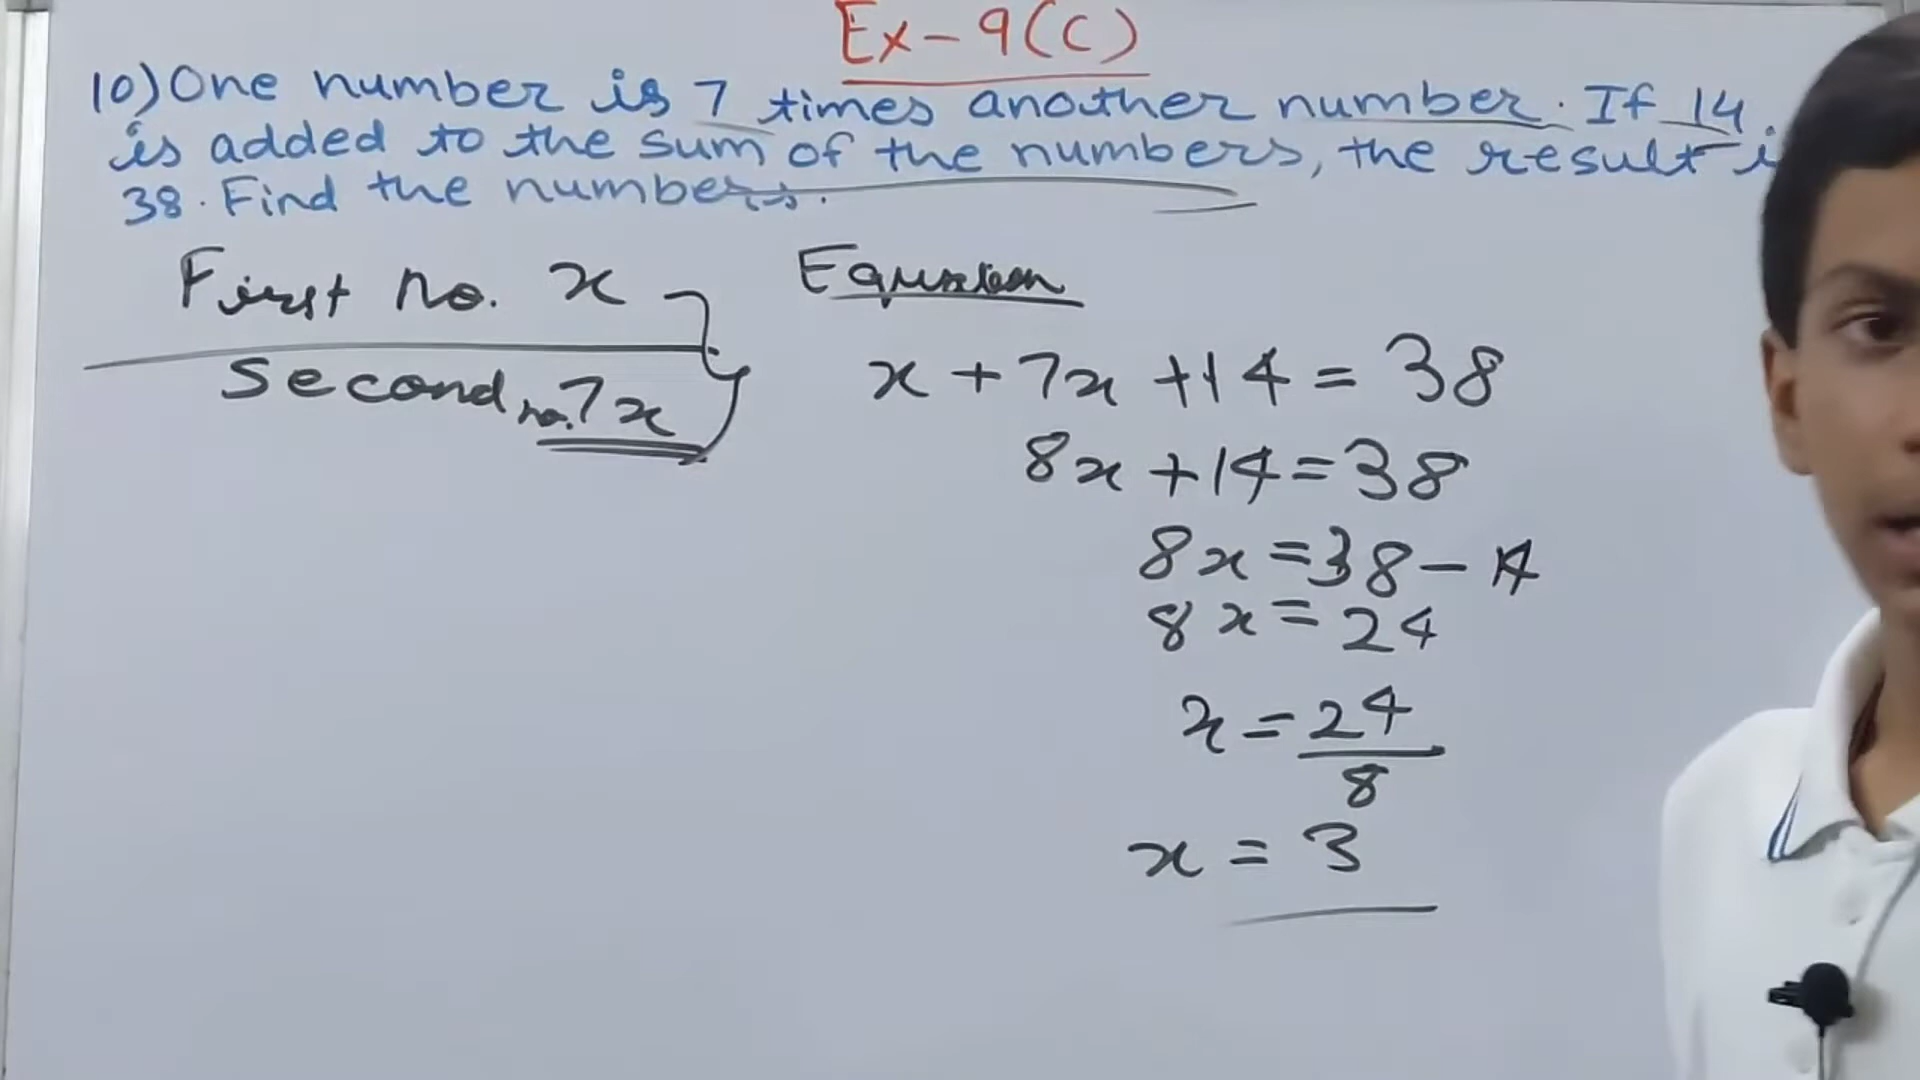 Ex-9(C)
10) One number is 7 times another number. If 14
is added to the sum of the numbers, the result i
38. Find the numbers.
First no. x
Second no. 7x
Equation
x + 7x + 14 = 38
8x + 14 = 38
8x = 38 - 14
8x = 24
x = 24
8
x = 3